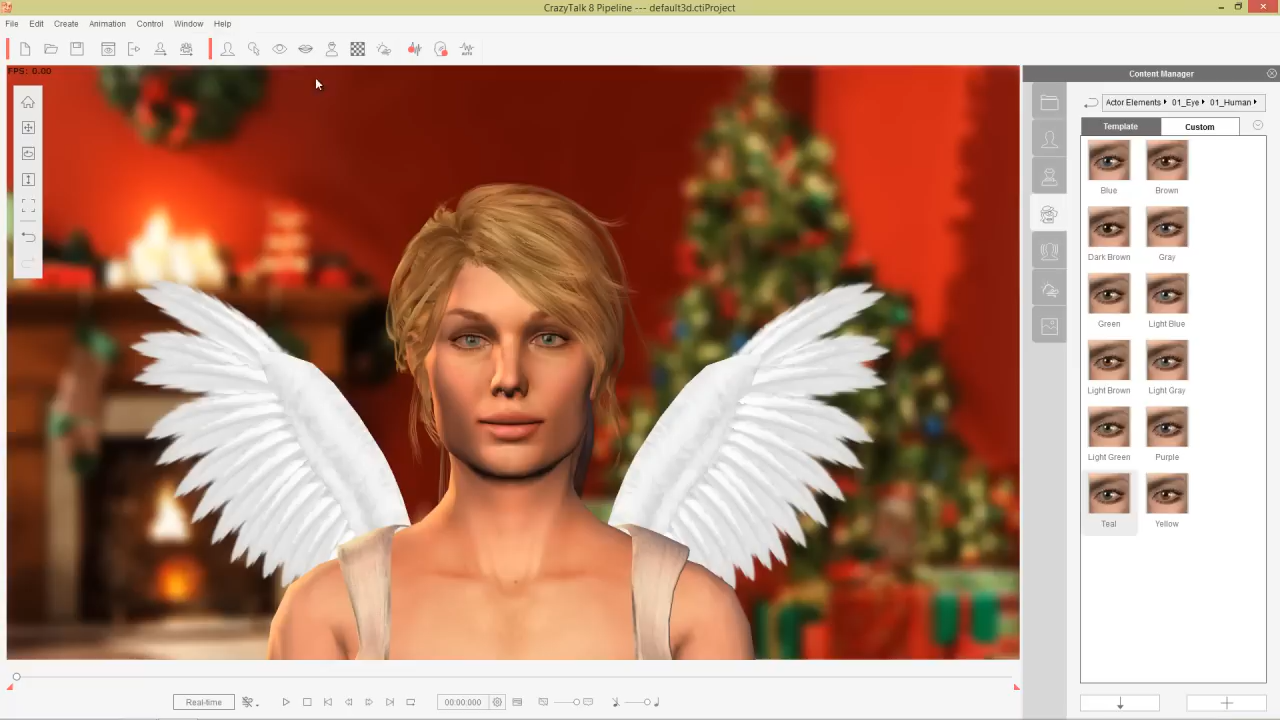 CrazyTalk 8 Pipeline --- default3d.ctiProject
File Edit Create Animation Control Window Help
FPS: 0.00
Content Manager
Actor Elements 01_Eye 01_Human
Template Custom
Blue Brown
Dark Brown Gray
Green Light Blue
Light Brown Light Gray
Light Green Purple
Teal Yellow
Real-time 00:00:000